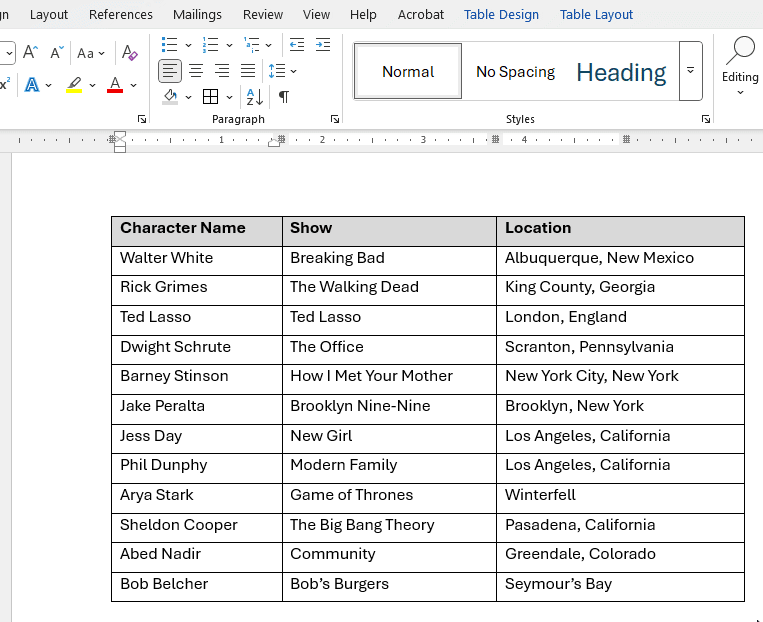 Layout References Mailings Review View Help Acrobat Table Design Table Layout
Aa
A A
Normal No Spacing Heading
Editing
Paragraph Styles
1 2 3 4
Character Name Show Location
Walter White Breaking Bad Albuquerque, New Mexico
Rick Grimes The Walking Dead King County, Georgia
Ted Lasso Ted Lasso London, England
Dwight Schrute The Office Scranton, Pennsylvania
Barney Stinson How I Met Your Mother New York City, New York
Jake Peralta Brooklyn Nine-Nine Brooklyn, New York
Jess Day New Girl Los Angeles, California
Phil Dunphy Modern Family Los Angeles, California
Arya Stark Game of Thrones Winterfell
Sheldon Cooper The Big Bang Theory Pasadena, California
Abed Nadir Community Greendale, Colorado
Bob Belcher Bob’s Burgers Seymour’s Bay